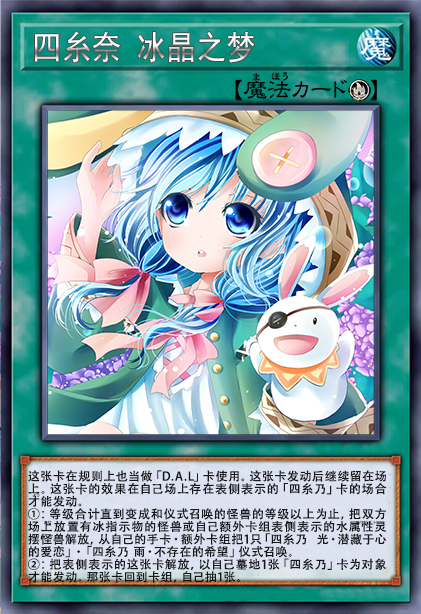 四糸奈 冰晶之梦
魔
【魔法カード】
まほう
这张卡在规则上也当做「D.A.L」卡使用。这张卡发动后继续留在场
上。这张卡的效果在自己场上存在表侧表示的「四糸乃」卡的场合
才能发动。
①：等级合计直到变成和仪式召唤的怪兽的等级以上为止，把双方
场上放置有冰指示物的怪兽或自己额外卡组表侧表示的水属性灵
摆怪兽解放，从自己的手卡・额外卡组把1只「四糸乃　光・潜藏于心
的爱恋」・「四糸乃 雨・不存在的希望」仪式召唤。
②：把表侧表示的这张卡解放，以自己墓地1张「四糸乃」卡为对象
才能发动。那张卡回到卡组，自己抽1张。